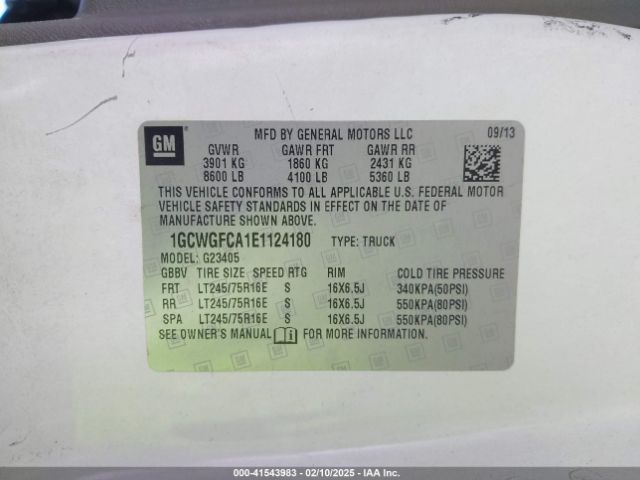 GM
MFD BY GENERAL MOTORS LLC 09/13
GVWR GAWR FRT GAWR RR
3901 KG 1860 KG 2431 KG
8600 LB 4100 LB 5360 LB
THIS VEHICLE CONFORMS TO ALL APPLICABLE U.S. FEDERAL MOTOR
VEHICLE SAFETY STANDARDS IN EFFECT ON THE DATE OF
MANUFACTURE SHOWN ABOVE.
1GCWGFCA1E1124180 TYPE: TRUCK
MODEL: G23405
GBBV TIRE SIZE SPEED RTG RIM COLD TIRE PRESSURE
FRT LT245/75R16E S 16X6.5J 340KPA(50PSI)
RR LT245/75R16E S 16X6.5J 550KPA(80PSI)
SPA LT245/75R16E S 16X6.5J 550KPA(80PSI)
SEE OWNER'S MANUAL FOR MORE INFORMATION.
000-41543983 - 02/10/2025 - IAA Inc.